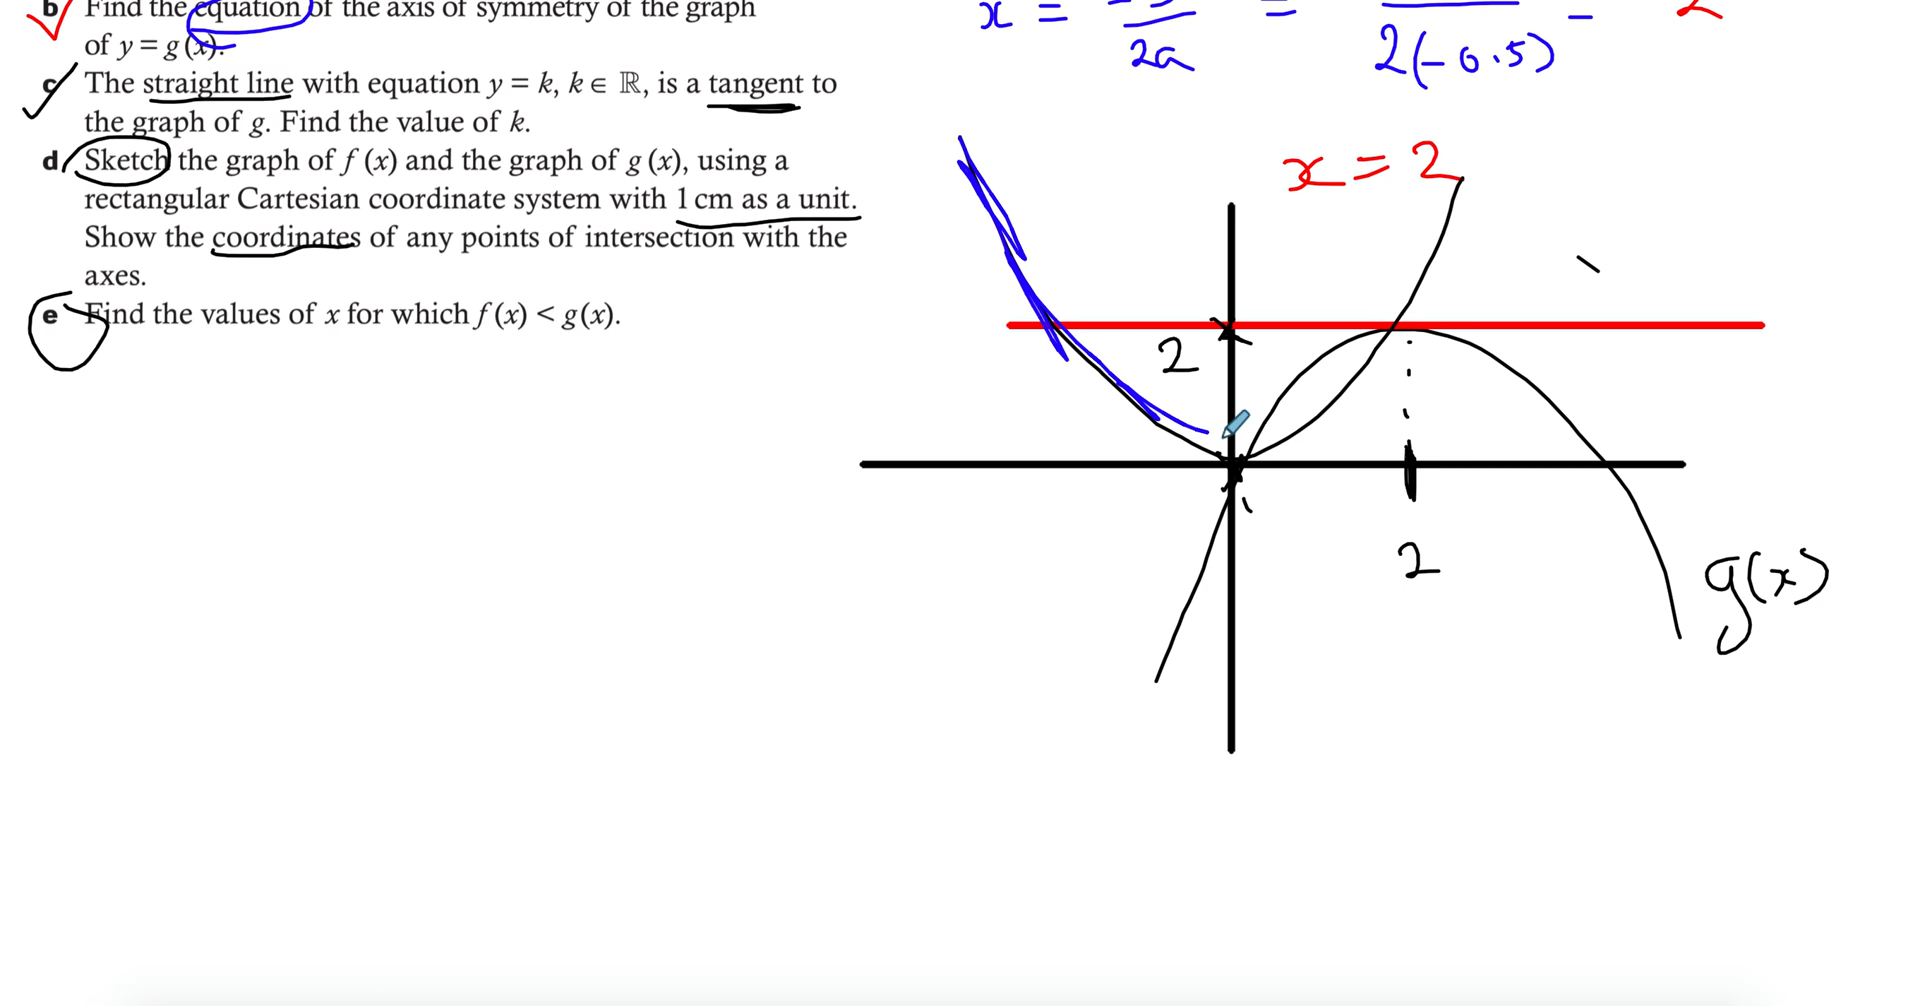 b Find the equation of the axis of symmetry of the graph
of y = g (x).
c The straight line with equation y = k, k ∈ ℝ, is a tangent to
the graph of g. Find the value of k.
d Sketch the graph of f (x) and the graph of g (x), using a
rectangular Cartesian coordinate system with 1 cm as a unit.
Show the coordinates of any points of intersection with the
axes.
e Find the values of x for which f (x) < g(x).
x =
2a
=
2(-0.5)
x = 2
2
2
g(x)